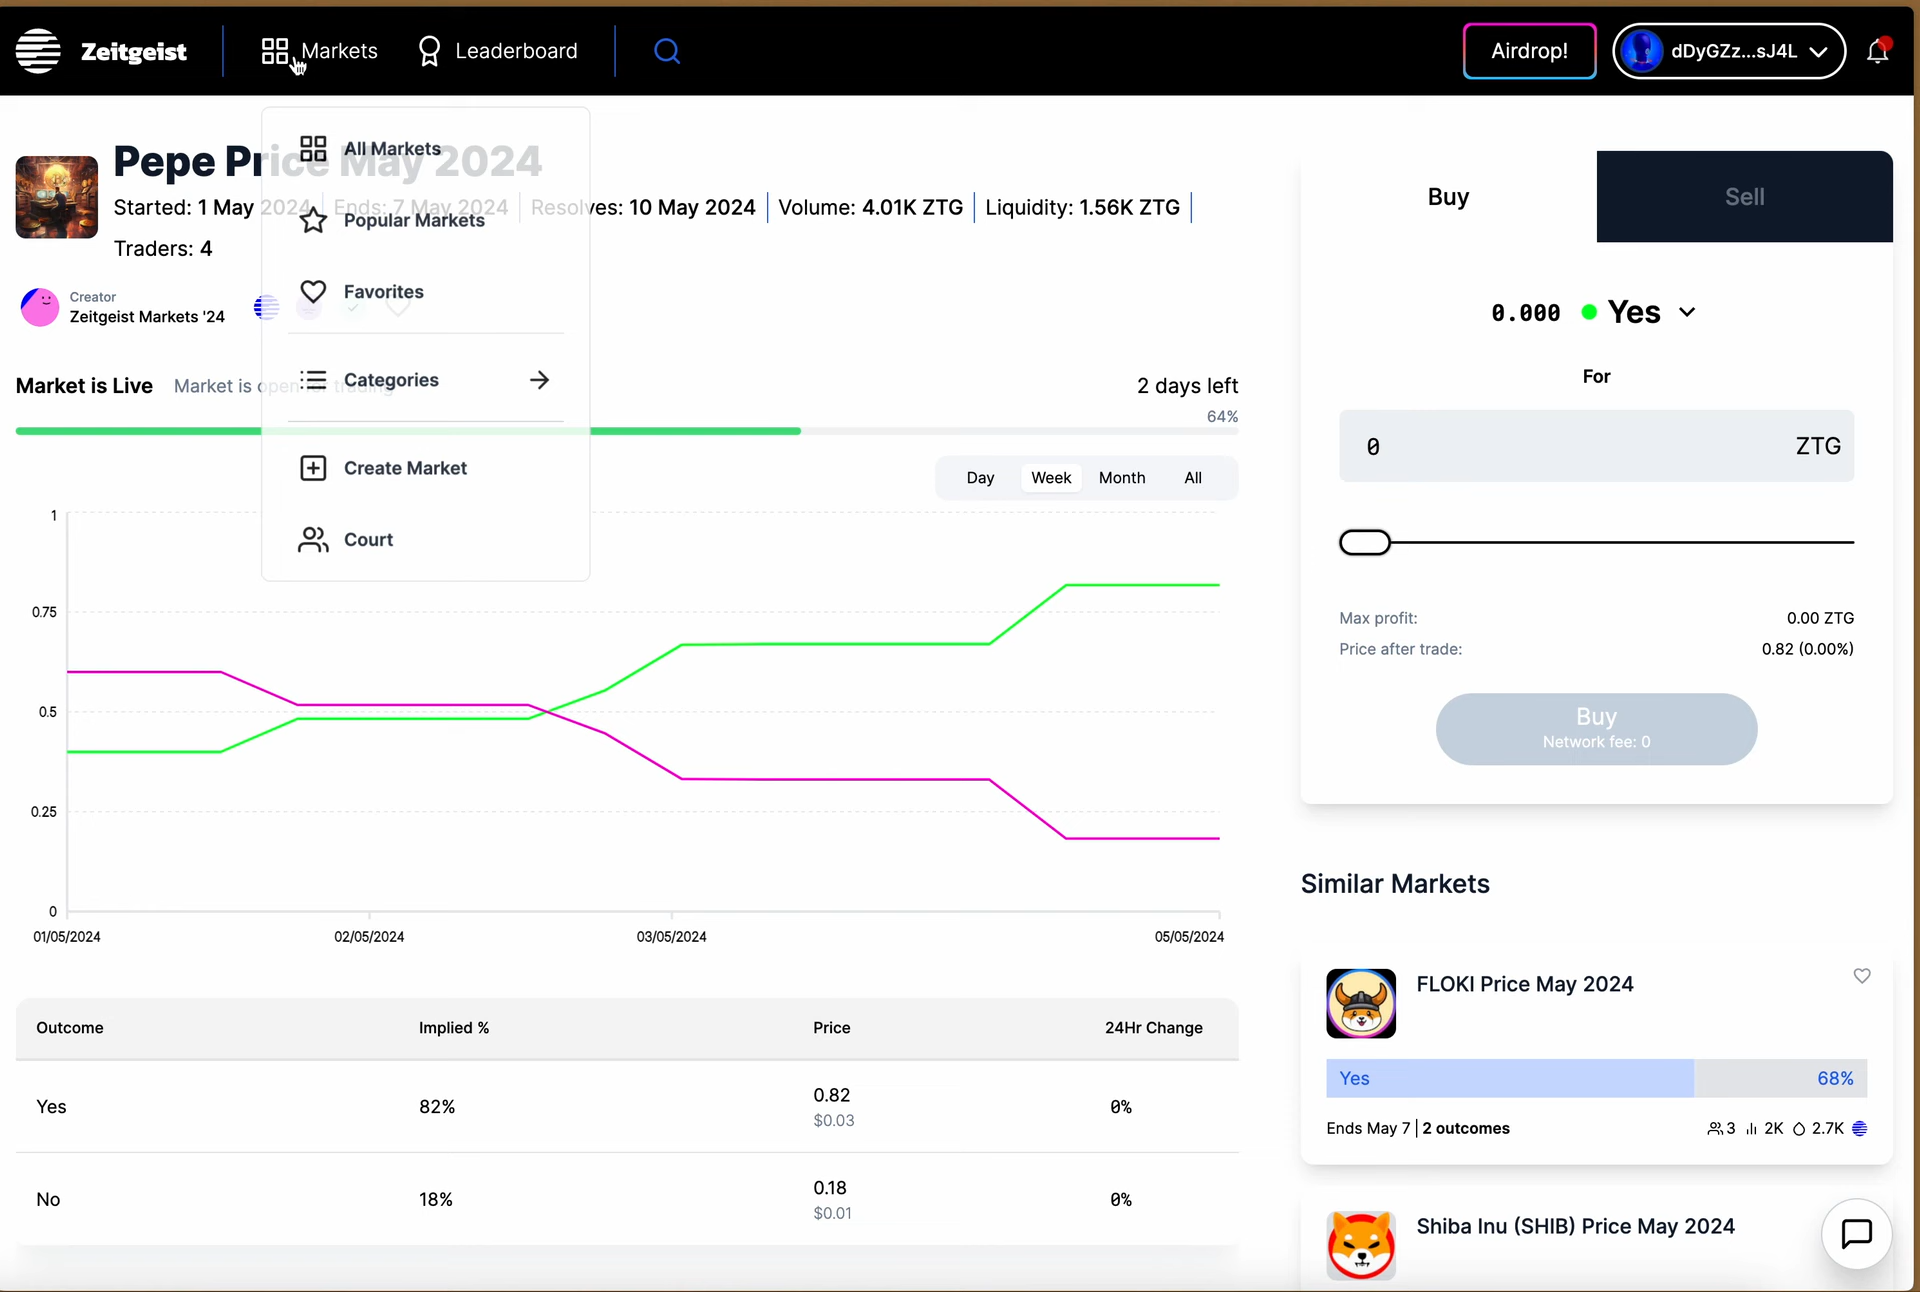 Zeitgeist
Markets
Leaderboard
Airdrop!
dDyGZz...sJ4L
All Markets
Popular Markets
Favorites
Categories
Create Market
Court
Pepe Price May 2024
Started: 1 May 2024 Ends: 7 May 2024 Resolves: 10 May 2024 Volume: 4.01K ZTG Liquidity: 1.56K ZTG
Traders: 4
Creator
Zeitgeist Markets '24
Market is Live Market is open for trading
2 days left
64%
Day Week Month All
1
0.75
0.5
0.25
0
01/05/2024 02/05/2024 03/05/2024 05/05/2024
Outcome Implied % Price 24Hr Change
Yes 82% 0.82 0%
$0.03
No 18% 0.18 0%
$0.01
Buy Sell
0.000 Yes
For
0 ZTG
Max profit: 0.00 ZTG
Price after trade: 0.82 (0.00%)
Buy
Network fee: 0
Similar Markets
FLOKI Price May 2024
Yes 68%
Ends May 7 | 2 outcomes 3 2K 2.7K
Shiba Inu (SHIB) Price May 2024